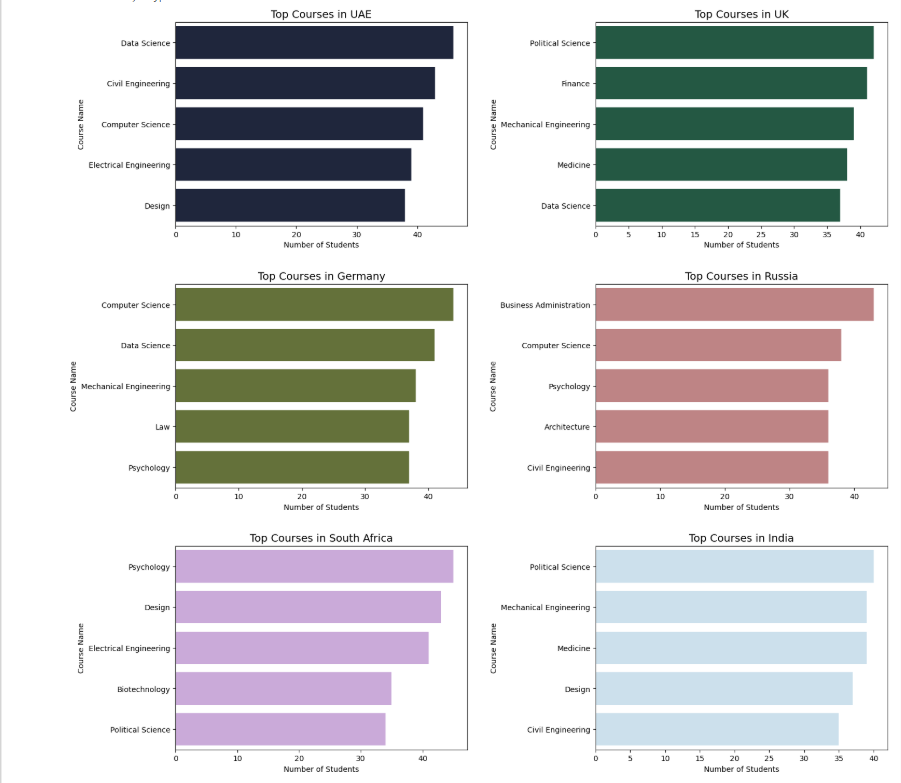 Top Courses in UAE
Course Name
Data Science
Civil Engineering
Computer Science
Electrical Engineering
Design
0 10 20 30 40
Number of Students
Top Courses in UK
Course Name
Political Science
Finance
Mechanical Engineering
Medicine
Data Science
0 5 10 15 20 25 30 35 40
Number of Students
Top Courses in Germany
Course Name
Computer Science
Data Science
Mechanical Engineering
Law
Psychology
0 10 20 30 40
Number of Students
Top Courses in Russia
Course Name
Business Administration
Computer Science
Psychology
Architecture
Civil Engineering
0 10 20 30 40
Number of Students
Top Courses in South Africa
Course Name
Psychology
Design
Electrical Engineering
Biotechnology
Political Science
0 10 20 30 40
Number of Students
Top Courses in India
Course Name
Political Science
Mechanical Engineering
Medicine
Design
Civil Engineering
0 5 10 15 20 25 30 35 40
Number of Students